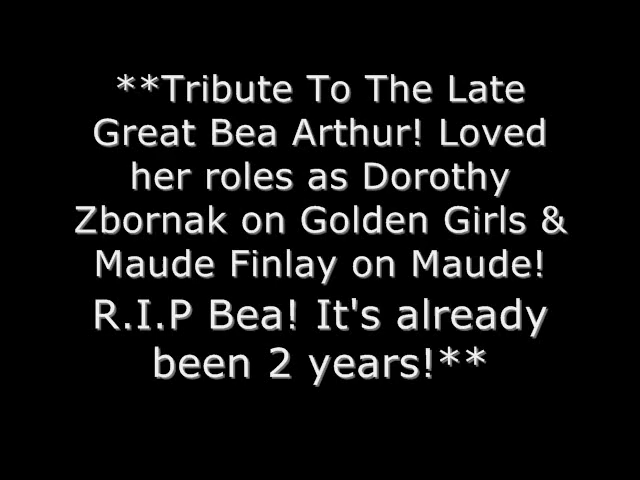 **Tribute To The Late
Great Bea Arthur! Loved
her roles as Dorothy
Zbornak on Golden Girls &
Maude Finlay on Maude!
R.I.P Bea! It's already
been 2 years!**